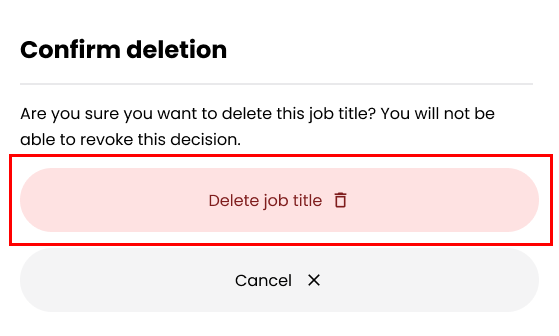 Confirm deletion
Are you sure you want to delete this job title? You will not be
able to revoke this decision.
Delete job title
Cancel